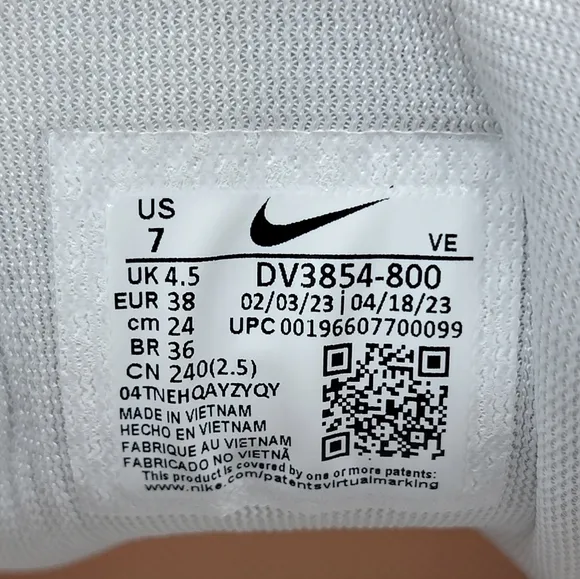 US
7
VE
UK 4.5
DV3854-800
EUR 38
02/03/23 | 04/18/23
cm 24
UPC 00196607700099
BR 36
CN 240(2.5)
04TNEHQAYZYQY
MADE IN VIETNAM
HECHO EN VIETNAM
FABRIQUE AU VIETNAM
FABRICADO NO VIETNÃ
This product is covered by one or more patents:
www.nike.com/patentsvirtualmarking